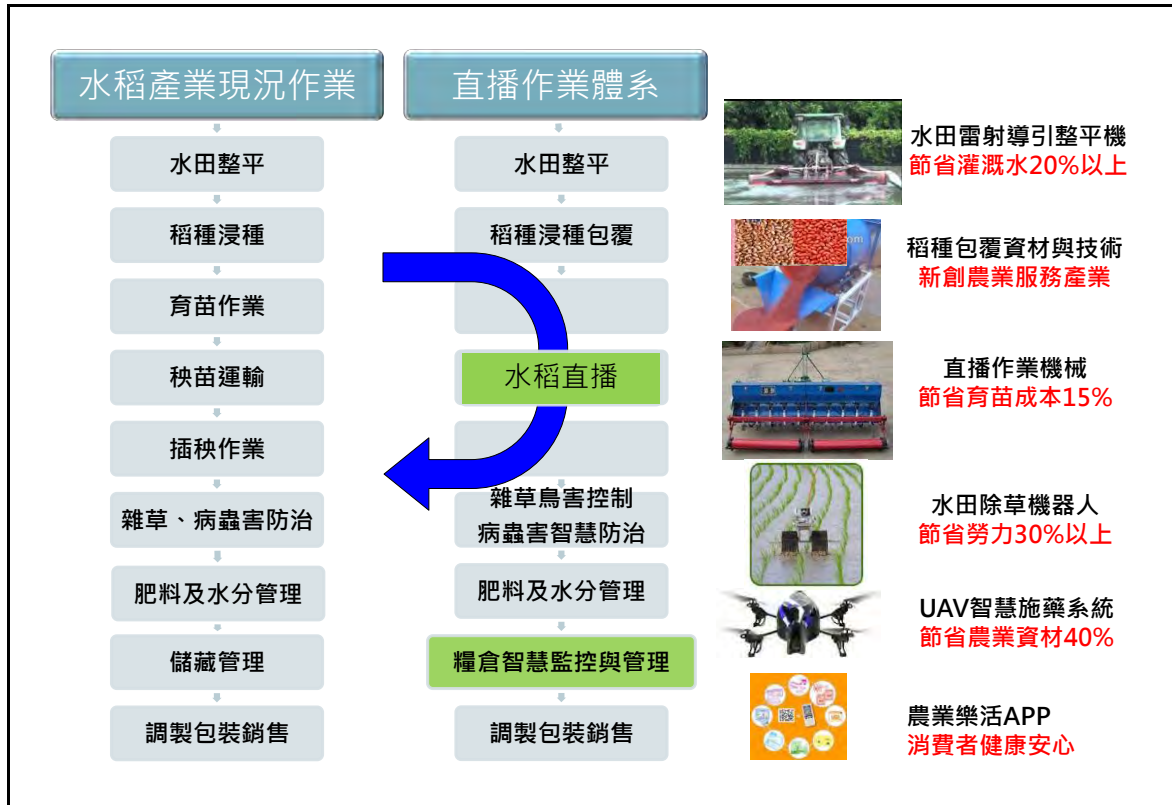 水稻產業現況作業
水田整平
稻種浸種
育苗作業
秧苗運輸
插秧作業
雜草、病蟲害防治
肥料及水分管理
儲藏管理
調製包裝銷售
直播作業體系
水田整平
稻種浸種包覆
水稻直播
雜草鳥害控制
病蟲害智慧防治
肥料及水分管理
糧倉智慧監控與管理
調製包裝銷售
水田雷射導引整平機
節省灌溉水20%以上
om
稻種包覆資材與技術
新創農業服務產業
直播作業機械
節省育苗成本15%
水田除草機器人
節省勞力30%以上
UAV智慧施藥系統
節省農業資材40%
農業樂活APP
消費者健康安心